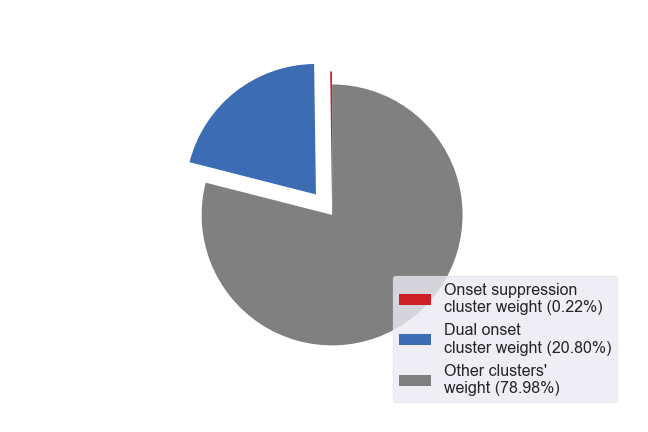 Onset suppression
cluster weight (0.22%)
Dual onset
cluster weight (20.80%)
Other clusters'
weight (78.98%)